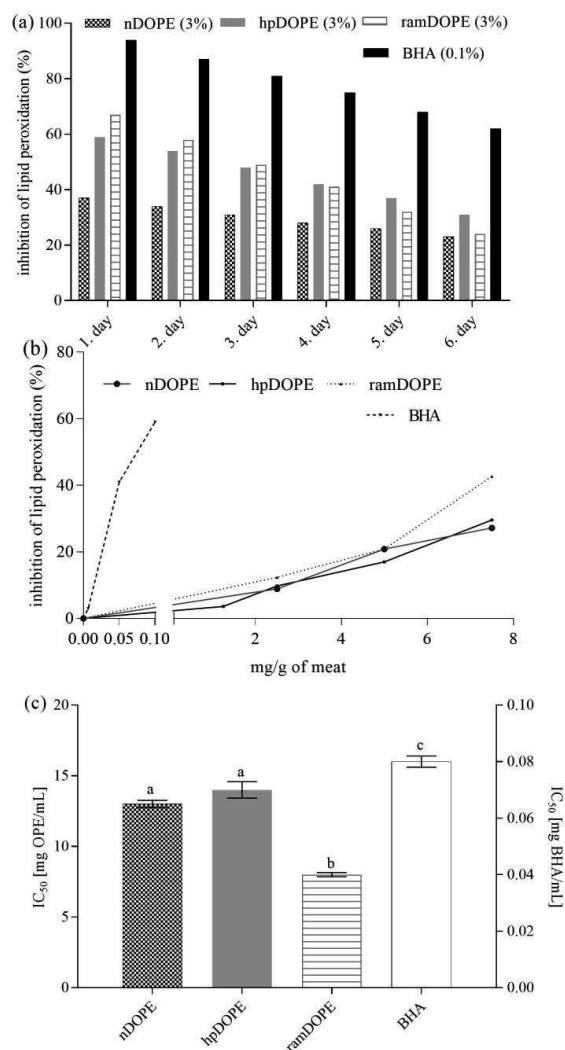 (a)
nDOPE (3%) hpDOPE (3%) ramDOPE (3%)
BHA (0.1%)
inhibition of lipid peroxidation (%)
100
80
60
40
20
0
1. day 2. day 3. day 4. day 5. day 6. day
(b)
nDOPE hpDOPE ramDOPE
BHA
inhibition of lipid peroxidation (%)
80
60
40
20
0
0.00 0.05 0.10 2 4 6 8
mg/g of meat
(c)
IC50 [mg OPE/mL]
20
15
10
5
0
a a b c
0.10
0.08
0.06
0.04
0.02
0.00
IC50 [mg BHA/mL]
nDOPE hpDOPE ramDOPE BHA